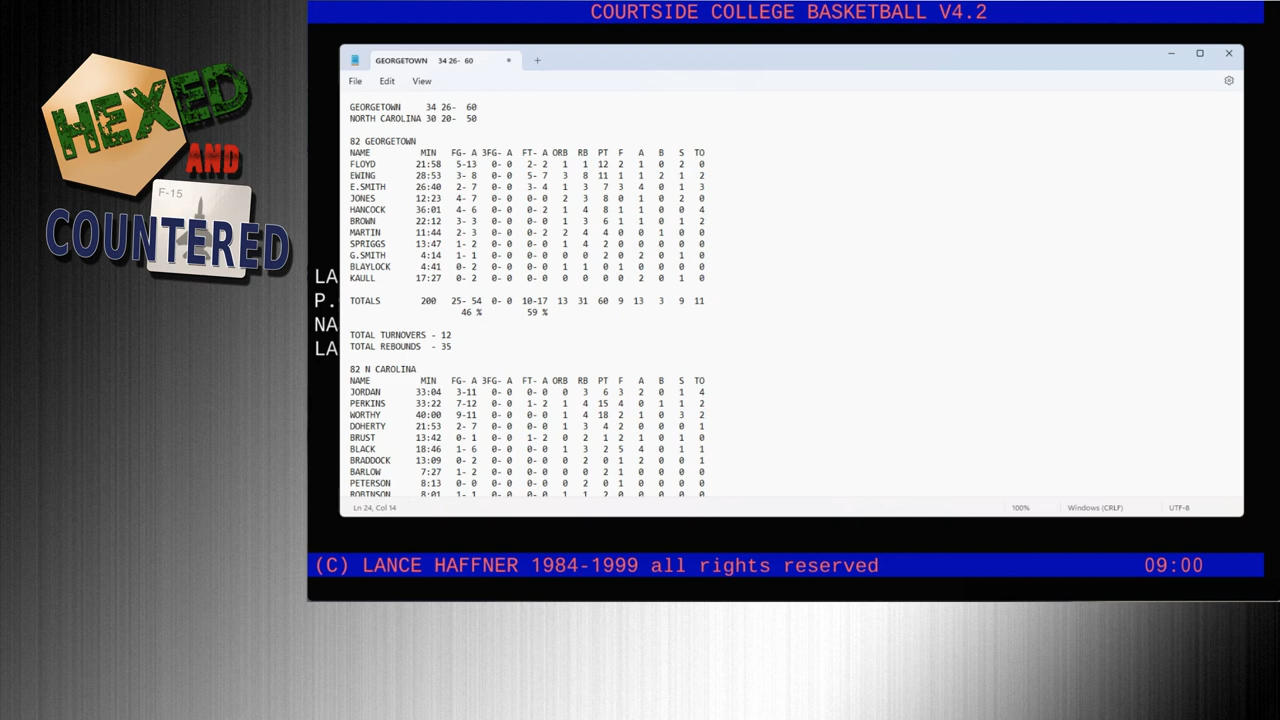 COURTSIDE COLLEGE BASKETBALL V4.2
HEXED
AND
F-15
COUNTERED
GEORGETOWN 34 26- 60
File Edit View
GEORGETOWN 34 26- 60
NORTH CAROLINA 30 20- 50
82 GEORGETOWN
NAME MIN FG- A 3FG- A FT- A ORB RB PT F A B S TO
FLOYD 21:58 5-13 0- 0 2- 2 1 1 12 2 1 0 2 0
EWING 28:53 3- 8 0- 0 5- 7 3 8 11 1 1 2 1 2
E.SMITH 26:40 2- 7 0- 0 3- 4 1 3 7 3 4 0 1 3
JONES 12:23 4- 7 0- 0 0- 0 2 3 8 0 1 0 2 0
HANCOCK 36:01 4- 6 0- 0 0- 2 1 4 8 1 1 0 0 4
BROWN 22:12 3- 3 0- 0 0- 0 1 3 6 1 1 0 1 2
MARTIN 11:44 2- 3 0- 0 0- 2 2 4 4 0 0 1 0 0
SPRIGGS 13:47 1- 2 0- 0 0- 0 1 4 2 0 0 0 0 0
G.SMITH 4:14 1- 1 0- 0 0- 0 0 0 2 0 2 0 1 0
BLAYLOCK 4:41 0- 2 0- 0 0- 0 1 1 0 1 0 0 0 0
KAULL 17:27 0- 2 0- 0 0- 0 0 0 0 0 2 0 1 0
TOTALS 200 25- 54 0- 0 10-17 13 31 60 9 13 3 9 11
46 % 59 %
TOTAL TURNOVERS - 12
TOTAL REBOUNDS - 35
82 N CAROLINA
NAME MIN FG- A 3FG- A FT- A ORB RB PT F A B S TO
JORDAN 33:04 3-11 0- 0 0- 0 0 3 6 3 2 0 1 4
PERKINS 33:22 7-12 0- 0 1- 2 1 4 15 4 0 1 1 2
WORTHY 40:00 9-11 0- 0 0- 0 1 4 18 2 1 0 3 2
DOHERTY 21:53 2- 7 0- 0 0- 0 1 3 4 2 0 0 0 1
BRUST 13:42 0- 1 0- 0 1- 2 0 2 1 2 1 0 1 0
BLACK 18:46 1- 6 0- 0 0- 0 1 3 2 5 4 0 1 1
BRADDOCK 13:09 0- 2 0- 0 0- 0 0 2 0 1 2 0 0 1
BARLOW 7:27 1- 2 0- 0 0- 0 0 0 2 1 0 0 0 0
PETERSON 8:13 0- 0 0- 0 0- 0 0 2 0 1 0 0 0 0
ROBINSON 8:01 1- 1 0- 0 0- 0 1 1 2 0 0 0 0 0
LA
P.
NA
LA
Ln 24, Col 14 100% Windows (CRLF) UTF-8
(C) LANCE HAFFNER 1984-1999 all rights reserved 09:00